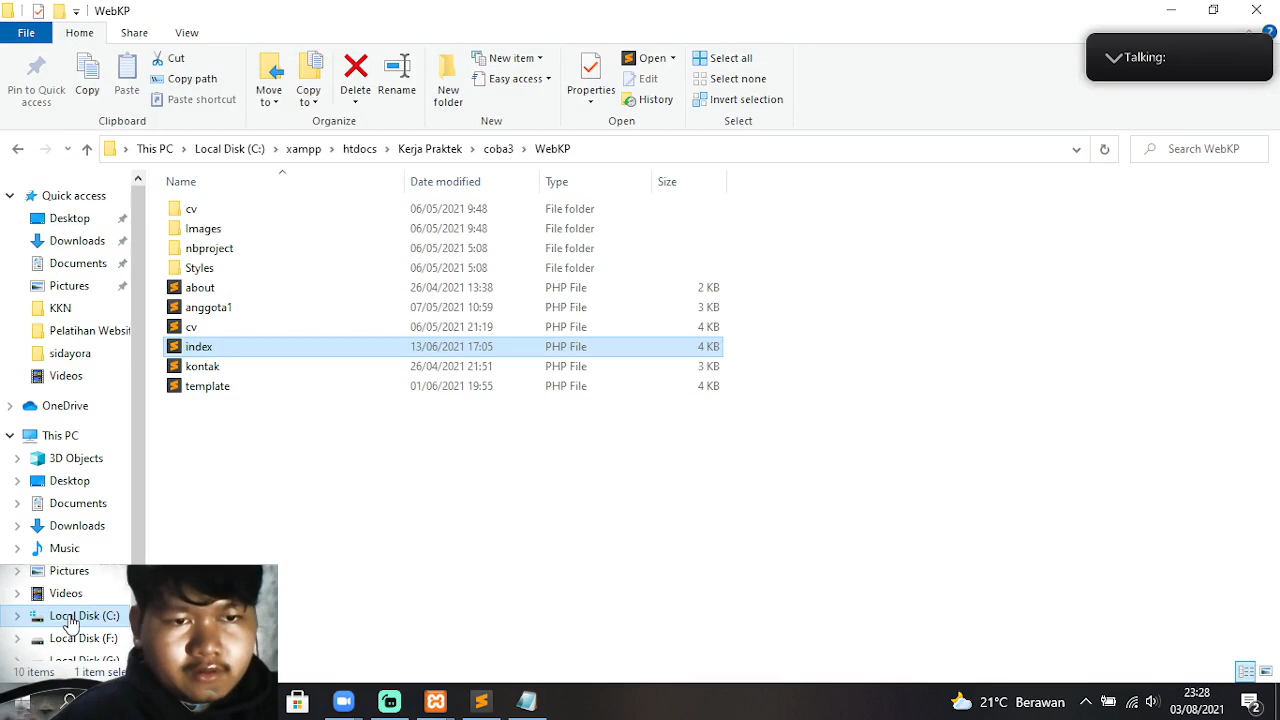 WebKP
File Home Share View
Talking:
Pin to Quick access
Copy
Paste
Cut
Copy path
Paste shortcut
Clipboard
Move to
Copy to
Delete
Rename
Organize
New folder
New item
Easy access
New
Properties
Open
Edit
History
Open
Select all
Select none
Invert selection
Select
This PC Local Disk (C:) xampp htdocs Kerja Praktek coba3 WebKP
Search WebKP
Name Date modified Type Size
cv 06/05/2021 9:48 File folder
Images 06/05/2021 9:48 File folder
nbproject 06/05/2021 5:08 File folder
Styles 06/05/2021 5:08 File folder
about 26/04/2021 13:38 PHP File 2 KB
anggota1 07/05/2021 10:59 PHP File 3 KB
cv 06/05/2021 21:19 PHP File 4 KB
index 13/06/2021 17:05 PHP File 4 KB
kontak 26/04/2021 21:51 PHP File 3 KB
template 01/06/2021 19:55 PHP File 4 KB
Quick access
Desktop
Downloads
Documents
Pictures
KKN
Pelatihan Websit
sidayora
Videos
OneDrive
This PC
3D Objects
Desktop
Documents
Downloads
Music
Pictures
Videos
Local Disk (C:)
Local Disk (F:)
10 items 1 item sele
21°C Berawan
23:28
03/08/2021
2